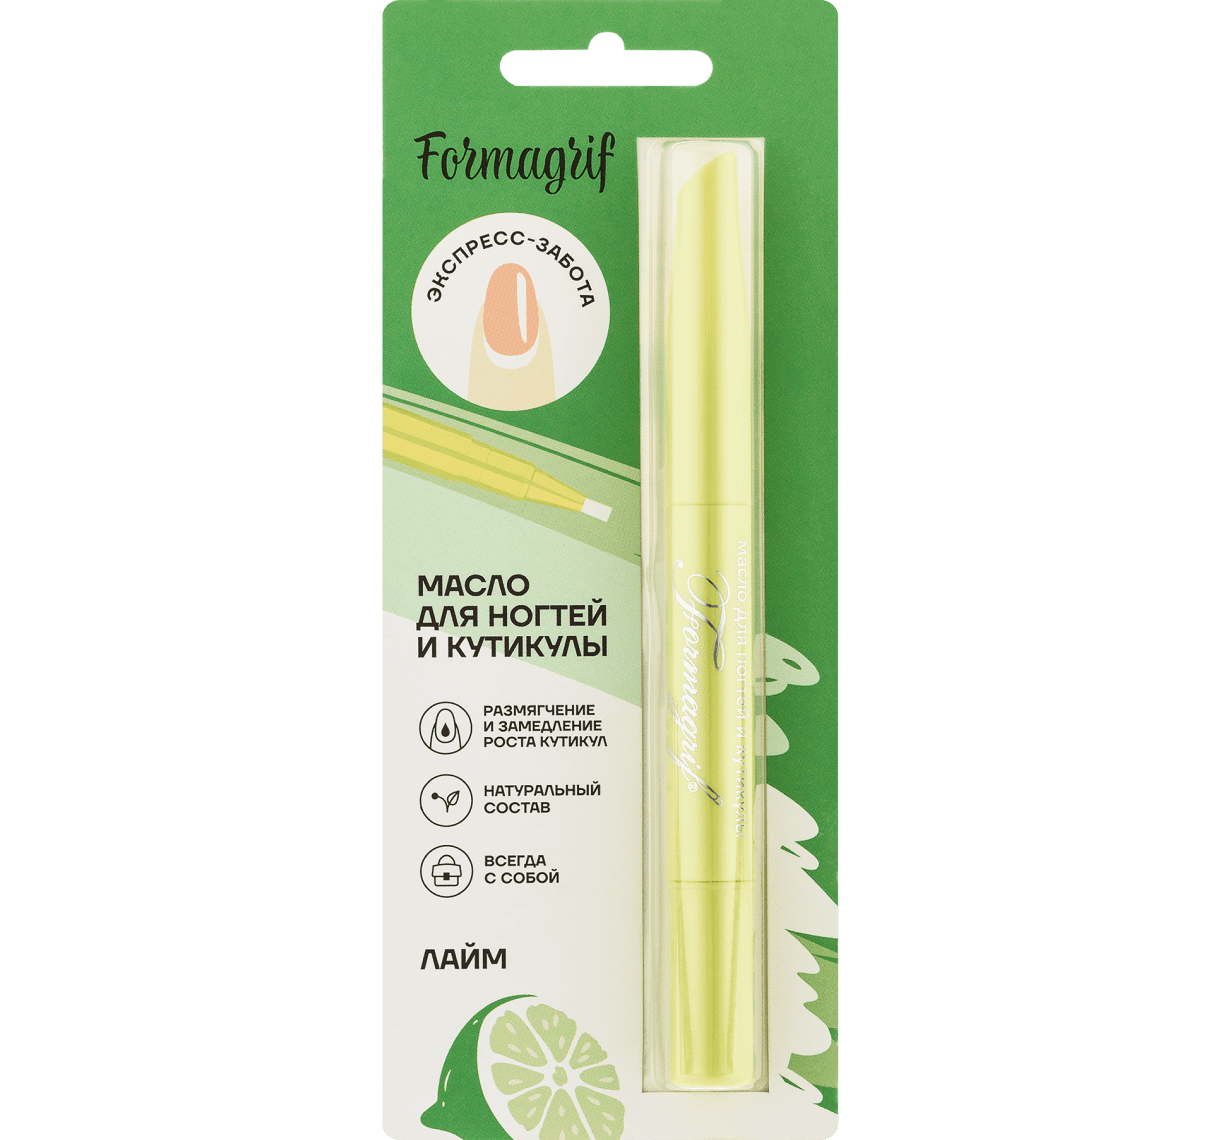 Formagrif
ЭКСПРЕСС-ЗАБОТА
МАСЛО
ДЛЯ НОГТЕЙ
И КУТИКУЛЫ
РАЗМЯГЧЕНИЕ
И ЗАМЕДЛЕНИЕ
РОСТА КУТИКУЛ
НАТУРАЛЬНЫЙ
СОСТАВ
ВСЕГДА
С СОБОЙ
ЛАЙМ
масло для ногтей и кутикулы
Formagrif®